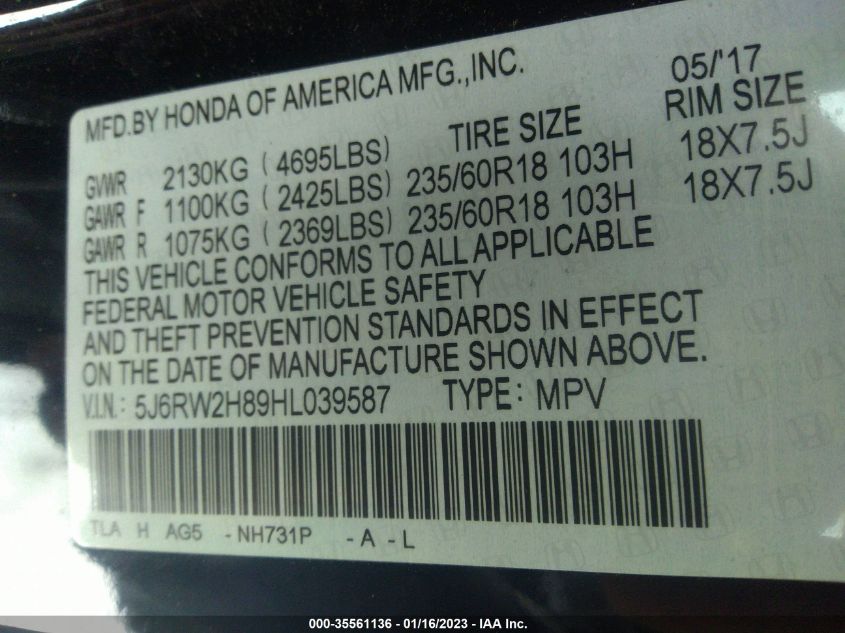 MFD.BY HONDA OF AMERICA MFG.,INC. 05/'17
TIRE SIZE RIM SIZE
GVWR 2130KG ( 4695LBS)
GAWR F 1100KG ( 2425LBS) 235/60R18 103H 18X7.5J
GAWR R 1075KG ( 2369LBS) 235/60R18 103H 18X7.5J
THIS VEHICLE CONFORMS TO ALL APPLICABLE
FEDERAL MOTOR VEHICLE SAFETY
AND THEFT PREVENTION STANDARDS IN EFFECT
ON THE DATE OF MANUFACTURE SHOWN ABOVE.
V.I.N.: 5J6RW2H89HL039587 TYPE: MPV
TLA H AG5 -NH731P -A -L
000-35561136 - 01/16/2023 - IAA Inc.